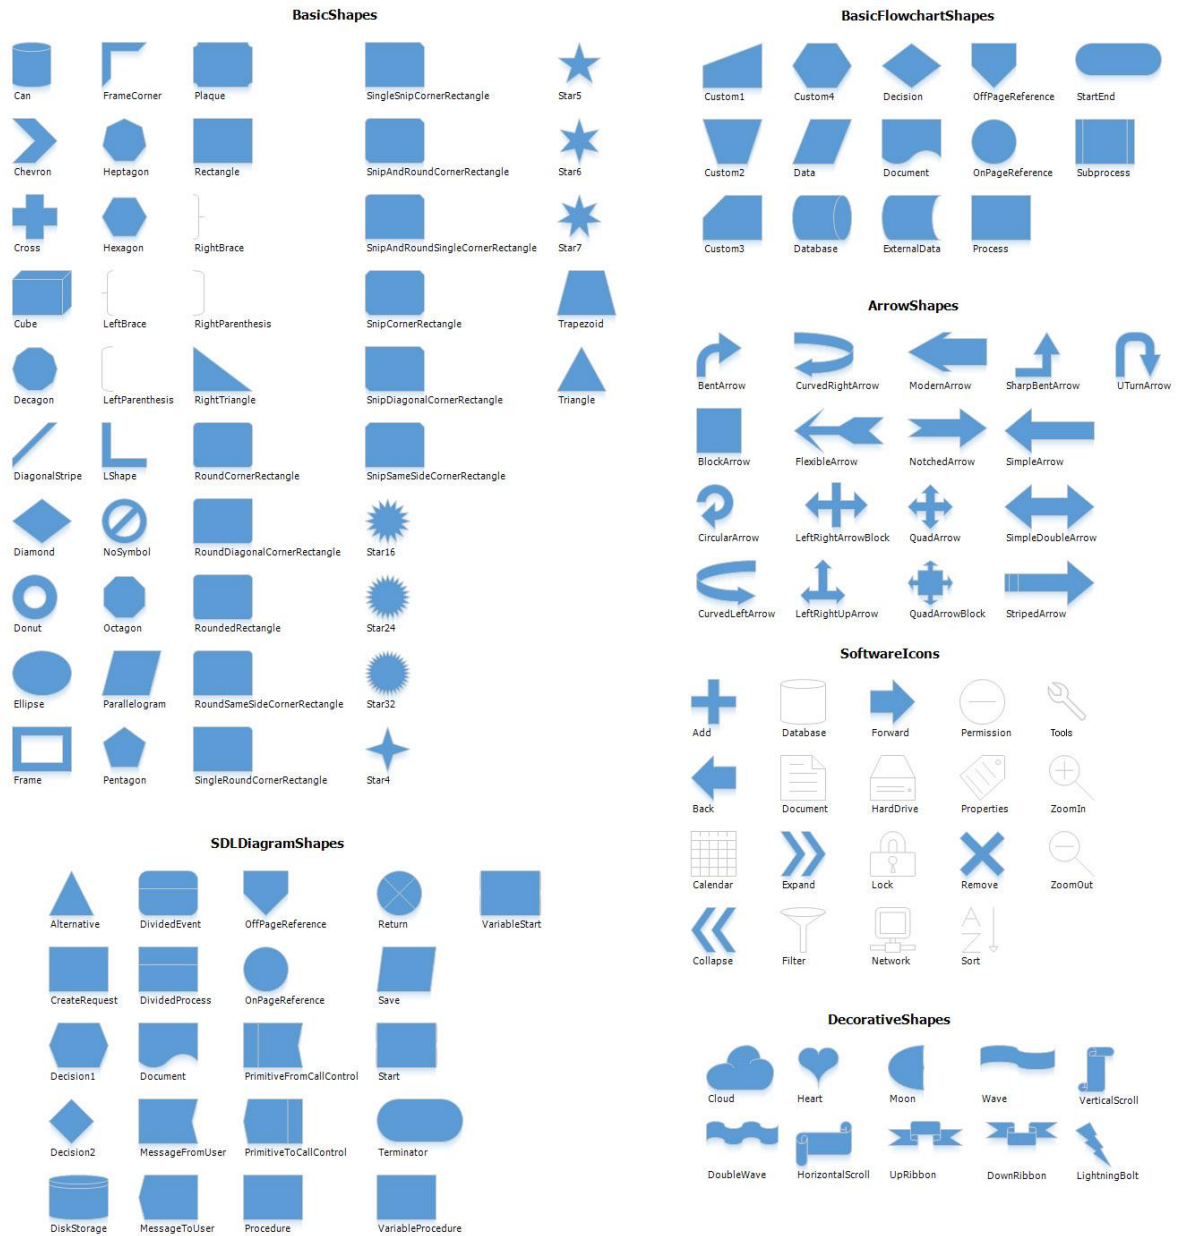 BasicShapes
Can FrameCorner Plaque SingleSnipCornerRectangle Star5
Chevron Heptagon Rectangle SnipAndRoundCornerRectangle Star6
Cross Hexagon RightBrace SnipAndRoundSingleCornerRectangle Star7
Cube LeftBrace RightParenthesis SnipCornerRectangle Trapezoid
Decagon LeftParenthesis RightTriangle SnipDiagonalCornerRectangle Triangle
DiagonalStripe LShape RoundCornerRectangle SnipSameSideCornerRectangle
Diamond NoSymbol RoundDiagonalCornerRectangle Star16
Donut Octagon RoundedRectangle Star24
Ellipse Parallelogram RoundSameSideCornerRectangle Star32
Frame Pentagon SingleRoundCornerRectangle Star4
SDLDiagramShapes
Alternative DividedEvent OffPageReference Return VariableStart
CreateRequest DividedProcess OnPageReference Save
Decision1 Document PrimitiveFromCallControl Start
Decision2 MessageFromUser PrimitiveToCallControl Terminator
DiskStorage MessageToUser Procedure VariableProcedure
BasicFlowchartShapes
Custom1 Custom4 Decision OffPageReference StartEnd
Custom2 Data Document OnPageReference Subprocess
Custom3 Database ExternalData Process
ArrowShapes
BentArrow CurvedRightArrow ModernArrow SharpBentArrow UTurnArrow
BlockArrow FlexibleArrow NotchedArrow SimpleArrow
CircularArrow LeftRightArrowBlock QuadArrow SimpleDoubleArrow
CurvedLeftArrow LeftRightUpArrow QuadArrowBlock StripedArrow
SoftwareIcons
Add Database Forward Permission Tools
Back Document HardDrive Properties ZoomIn
Calendar Expand Lock Remove ZoomOut
Collapse Filter Network Sort
DecorativeShapes
Cloud Heart Moon Wave VerticalScroll
DoubleWave HorizontalScroll UpRibbon DownRibbon LightningBolt